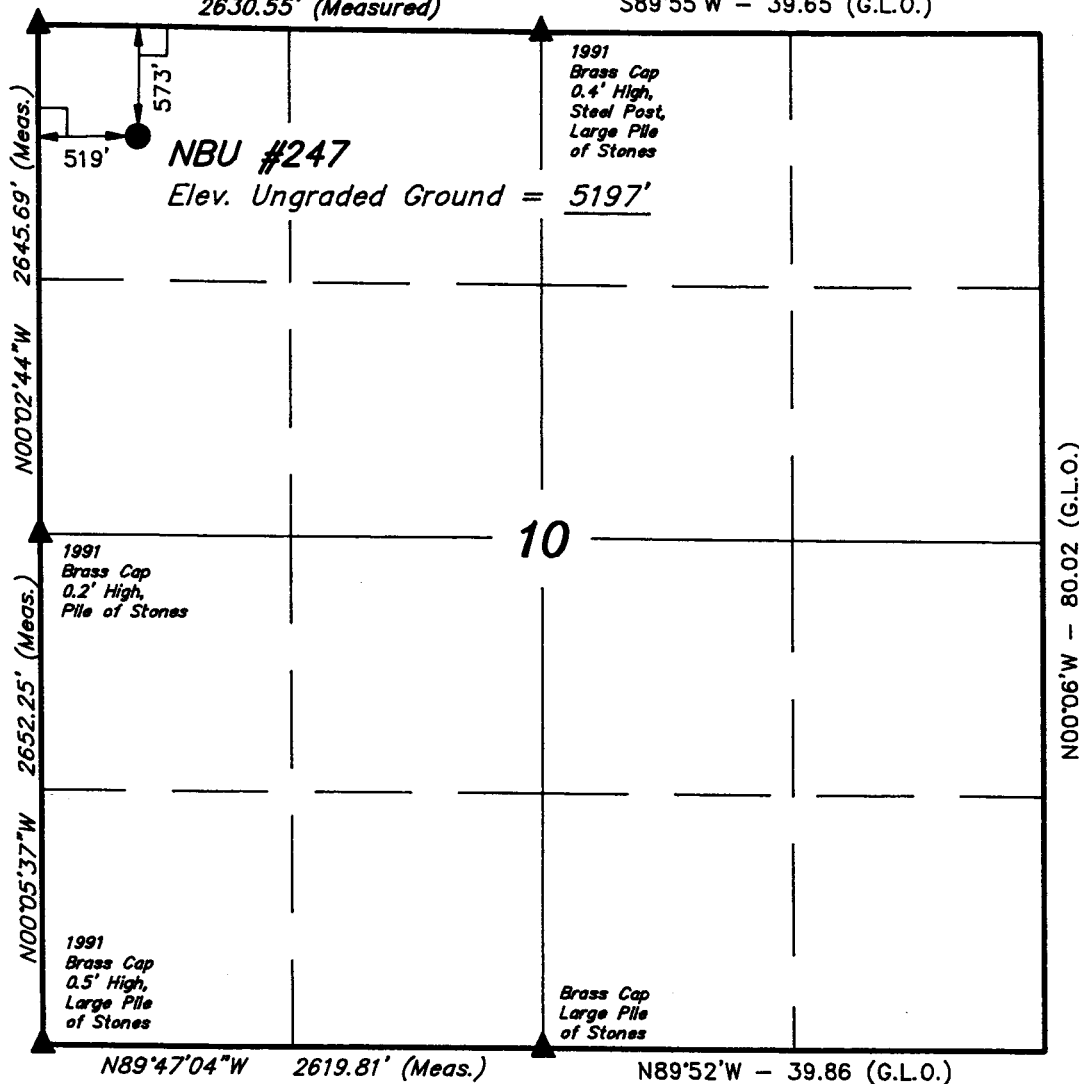 2630.55' (Measured)
S89°55'W – 39.65 (G.L.O.)
573'
519'
NBU #247
Elev. Ungraded Ground = 5197'
1991
Brass Cap
0.4' High,
Steel Post,
Large Pile
of Stones
N00°02'44"W 2645.69' (Meas.)
10
1991
Brass Cap
0.2' High,
Pile of Stones
N00°05'37"W 2652.25' (Meas.)
N00°06'W – 80.02 (G.L.O.)
1991
Brass Cap
0.5' High,
Large Pile
of Stones
Brass Cap
Large Pile
of Stones
N89°47'04"W 2619.81' (Meas.)
N89°52'W – 39.86 (G.L.O.)